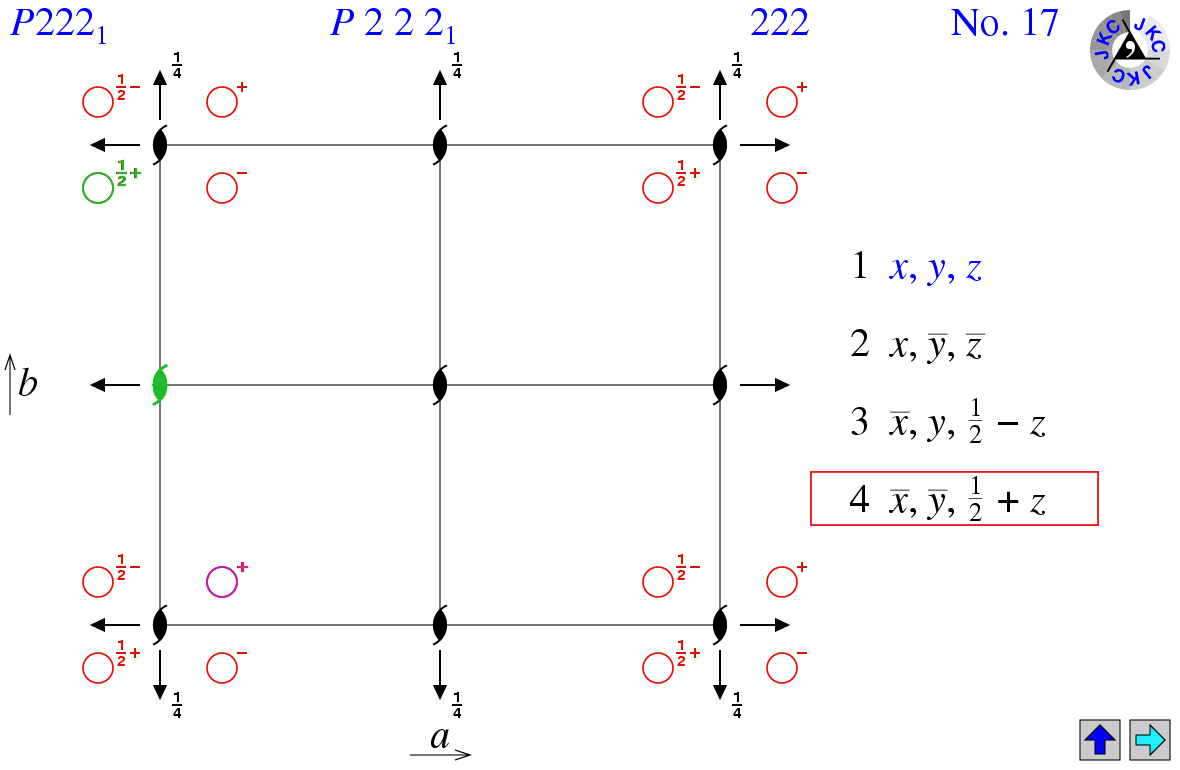 P222₁ P 2 2 2₁ 222 No. 17
JKC JKC JKC
1/4 1/4 1/4
1/2− + 1/2− +
1/2+ − 1/2+ −
1 x, y, z
2 x, y̅, z̅
b
3 x̅, y, 1/2 − z
4 x̅, y̅, 1/2 + z
1/2− + 1/2− +
1/2+ − 1/2+ −
1/4 1/4 1/4
a